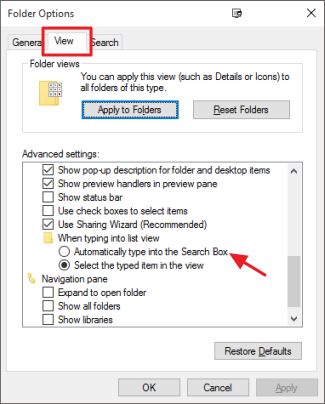 Folder Options
General
View
Search
Folder views
You can apply this view (such as Details or Icons) to
all folders of this type.
Apply to Folders
Reset Folders
Advanced settings:
Show pop-up description for folder and desktop items
Show preview handlers in preview pane
Show status bar
Use check boxes to select items
Use Sharing Wizard (Recommended)
When typing into list view
Automatically type into the Search Box
Select the typed item in the view
Navigation pane
Expand to open folder
Show all folders
Show libraries
Restore Defaults
OK
Cancel
Apply